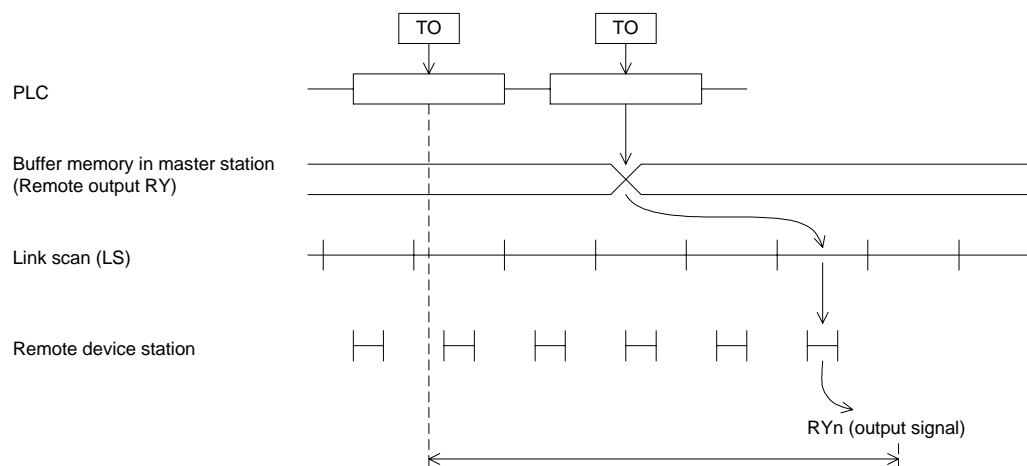 TO TO
PLC
Buffer memory in master station
(Remote output RY)
Link scan (LS)
Remote device station
RYn (output signal)